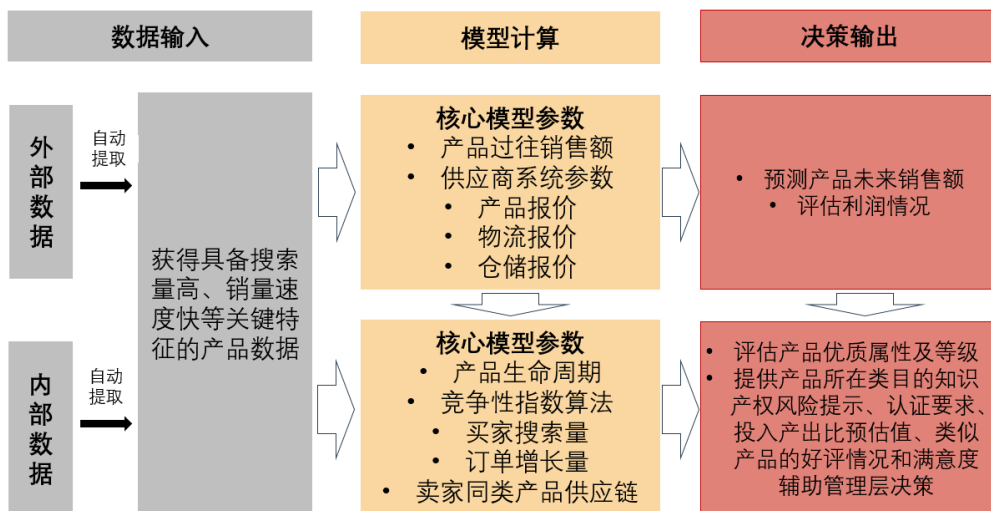 数据输入
模型计算
决策输出
外部数据
自动
提取
内部数据
自动
提取
获得具备搜索
量高、销量速
度快等关键特
征的产品数据
核心模型参数
• 产品过往销售额
• 供应商系统参数
• 产品报价
• 物流报价
• 仓储报价
• 预测产品未来销售额
• 评估利润情况
核心模型参数
• 产品生命周期
• 竞争性指数算法
• 买家搜索量
• 订单增长量
• 卖家同类产品供应链
• 评估产品优质属性及等级
• 提供产品所在类目的知识
产权风险提示、认证要求、
投入产出比预估值、类似
产品的好评情况和满意度
辅助管理层决策